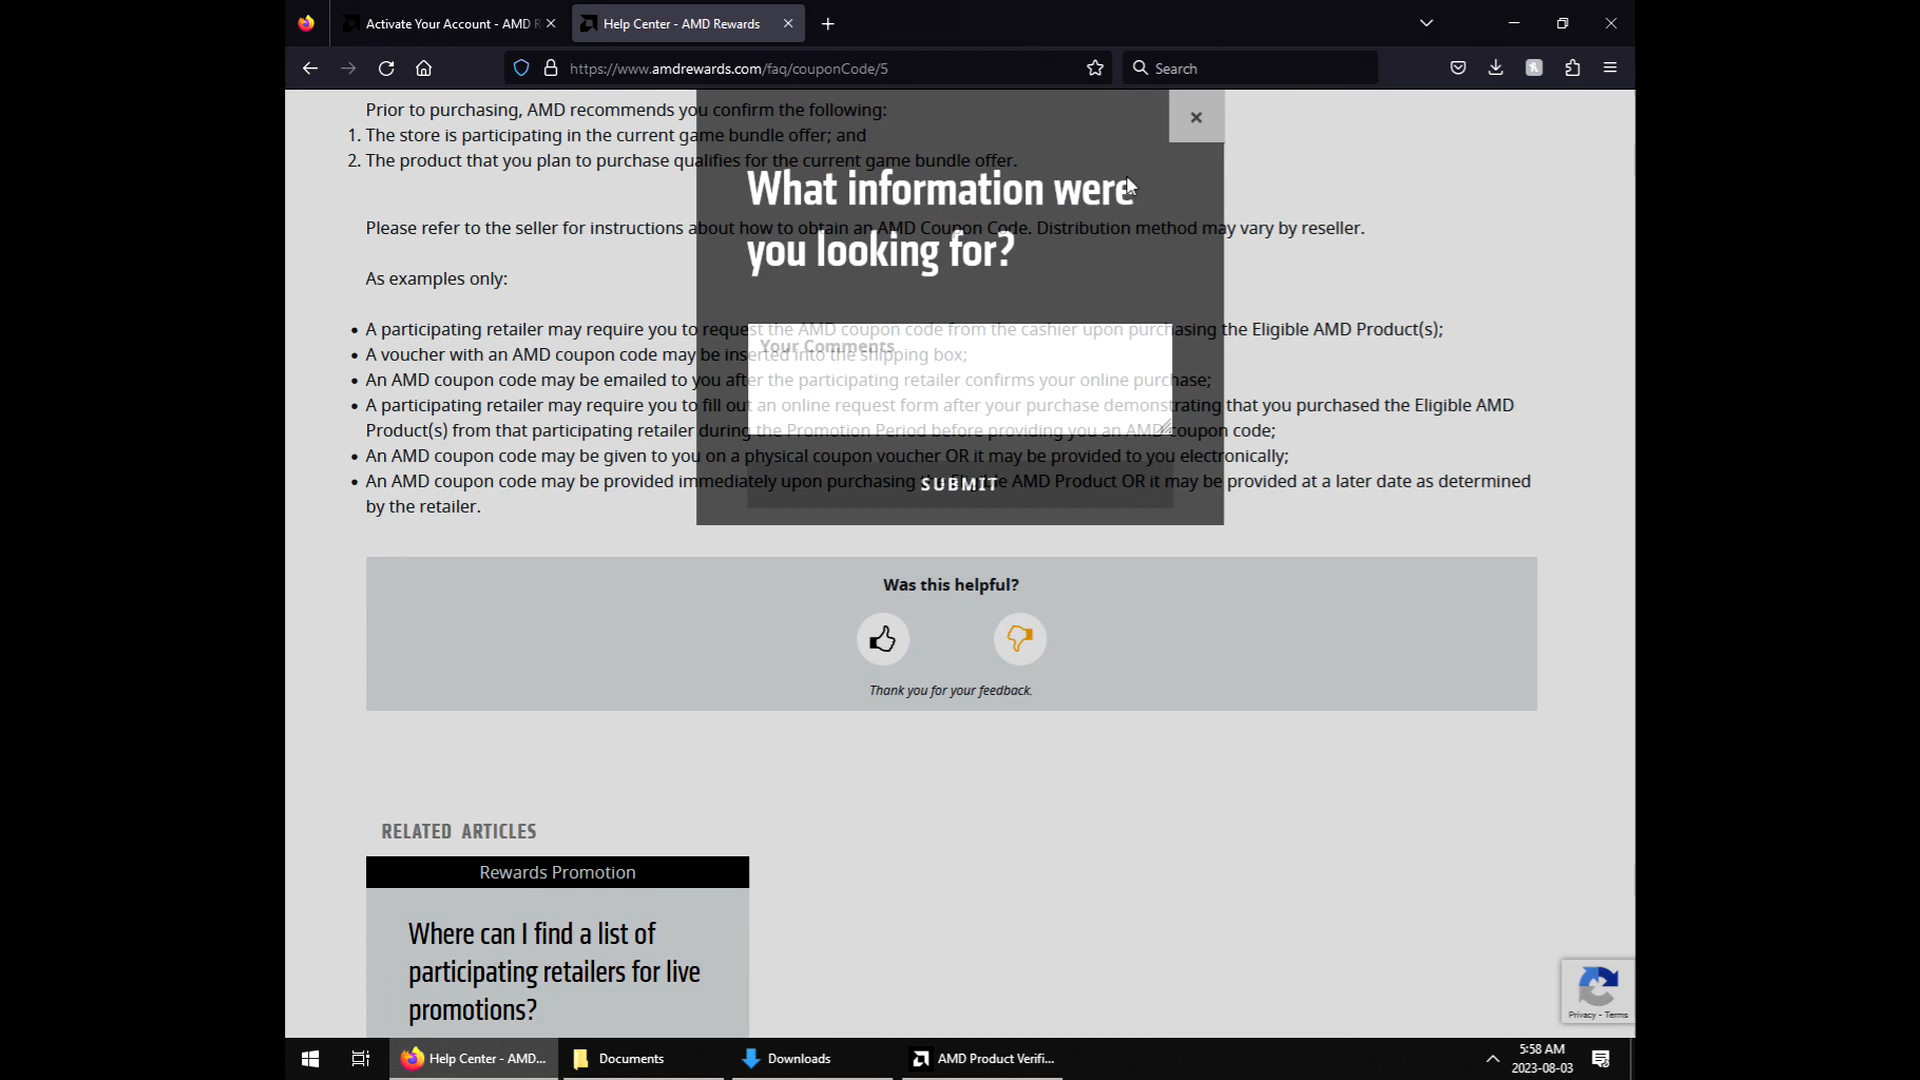 Activate Your Account - AMD R
Help Center - AMD Rewards
https://www.amdrewards.com/faq/couponCode/5
Search
Prior to purchasing, AMD recommends you confirm the following:
1. The store is participating in the current game bundle offer; and
2. The product that you plan to purchase qualifies for the current game bundle offer.
What information were
you looking for?
Please refer to the seller for instructions about how to obtain an AMD Coupon Code. Distribution method may vary by reseller.
As examples only:
Your Comments
• A participating retailer may require you to request the AMD coupon code from the cashier upon purchasing the Eligible AMD Product(s);
• A voucher with an AMD coupon code may be inserted into the shipping box;
• An AMD coupon code may be emailed to you after the participating retailer confirms your online purchase;
• A participating retailer may require you to fill out an online request form after your purchase demonstrating that you purchased the Eligible AMD
Product(s) from that participating retailer during the Promotion Period before providing you an AMD coupon code;
• An AMD coupon code may be given to you on a physical coupon voucher OR it may be provided to you electronically;
• An AMD coupon code may be provided immediately upon purchasing the Eligible AMD Product OR it may be provided at a later date as determined
by the retailer.
SUBMIT
Was this helpful?
Thank you for your feedback.
RELATED ARTICLES
Rewards Promotion
Where can I find a list of
participating retailers for live
promotions?
Privacy - Terms
Help Center - AMD...
Documents
Downloads
AMD Product Verifi...
5:58 AM
2023-08-03